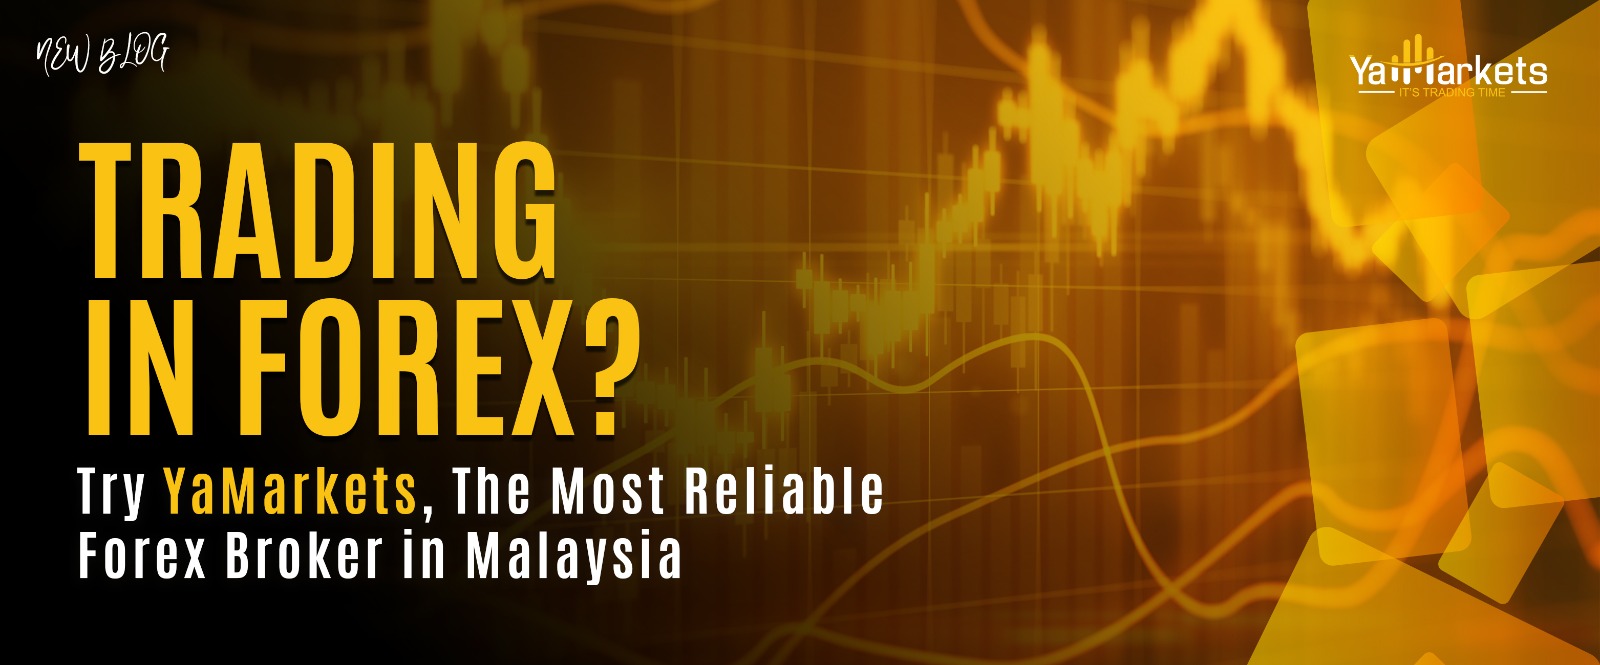 NEW BLOG
YaMarkets
IT'S TRADING TIME
TRADING
IN FOREX?
Try YaMarkets, The Most Reliable
Forex Broker in Malaysia